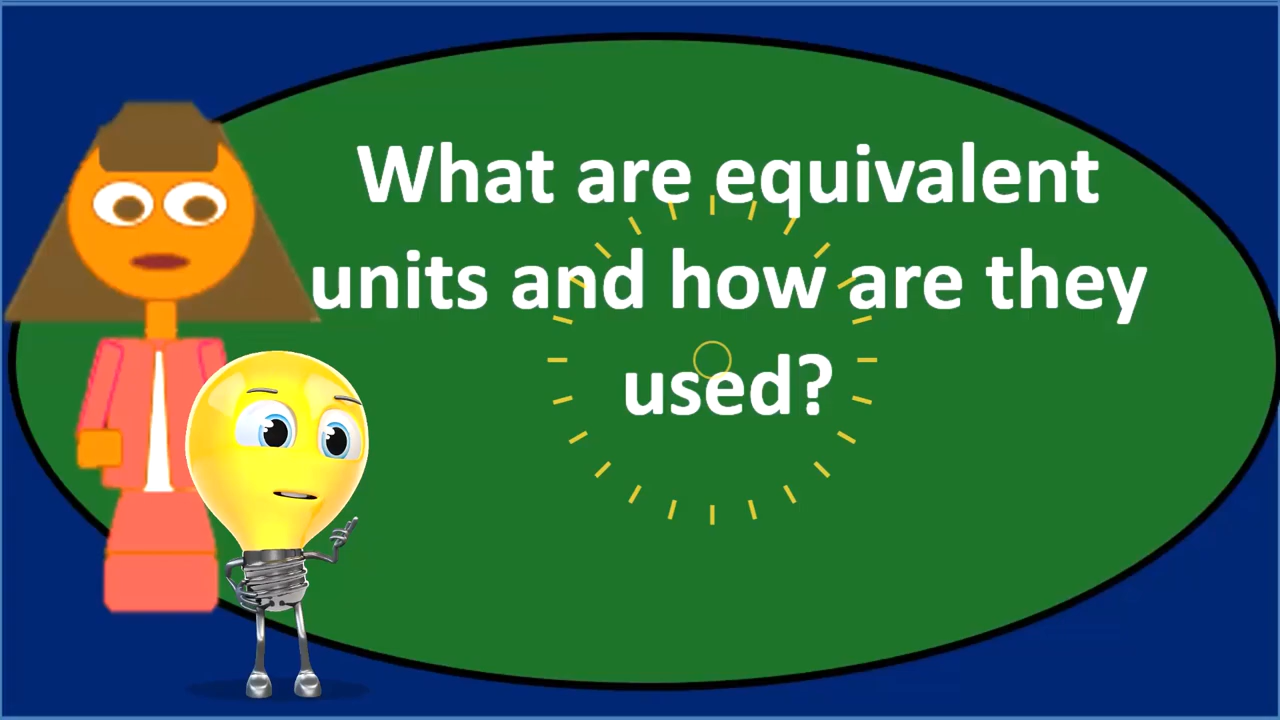 What are equivalent
units and how are they
used?